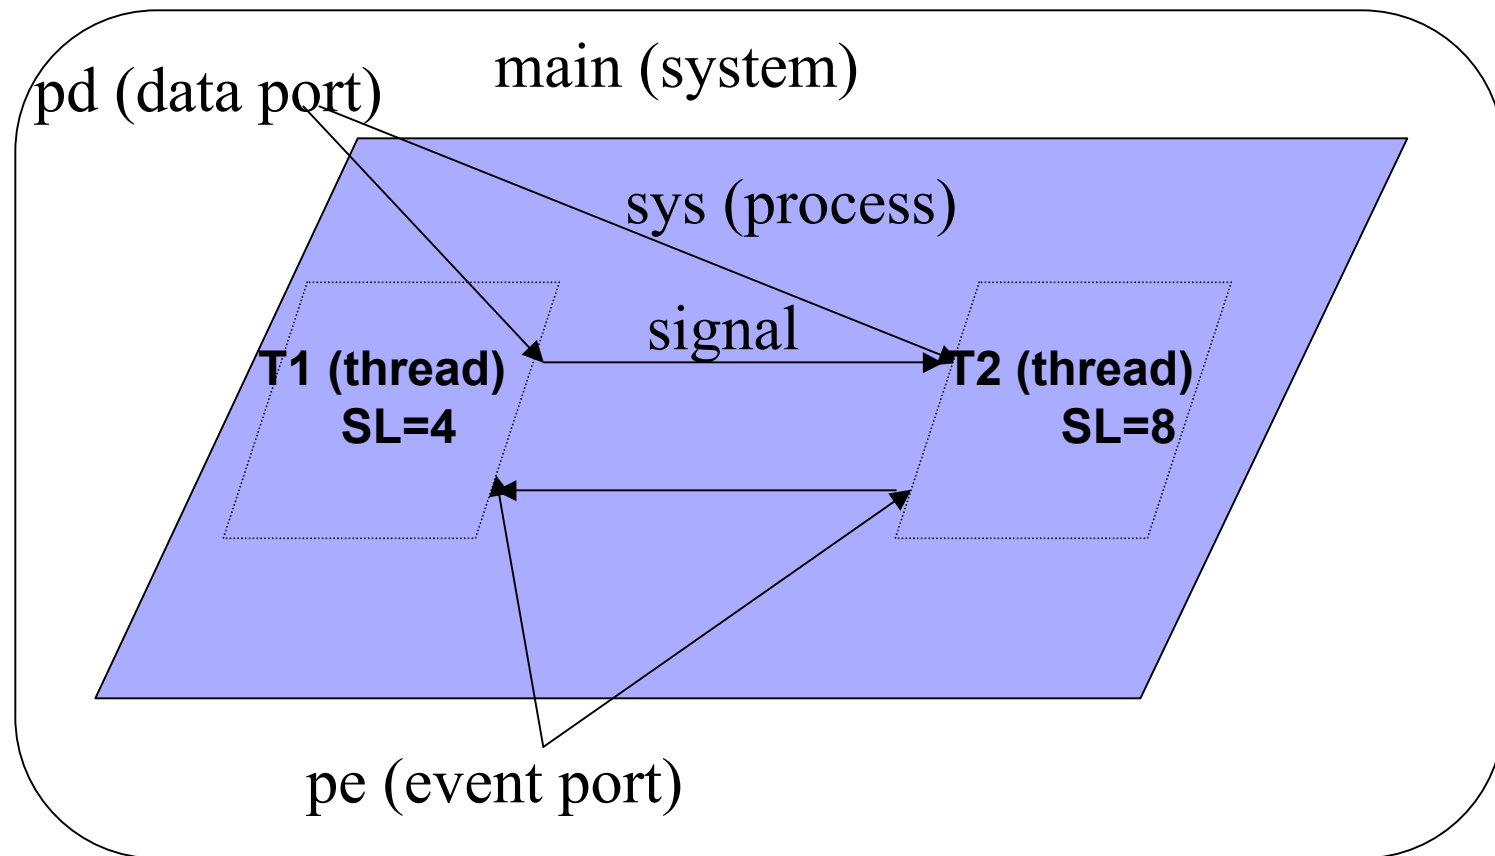 main (system)
pd (data port)
sys (process)
signal
T1 (thread)
SL=4
T2 (thread)
SL=8
pe (event port)